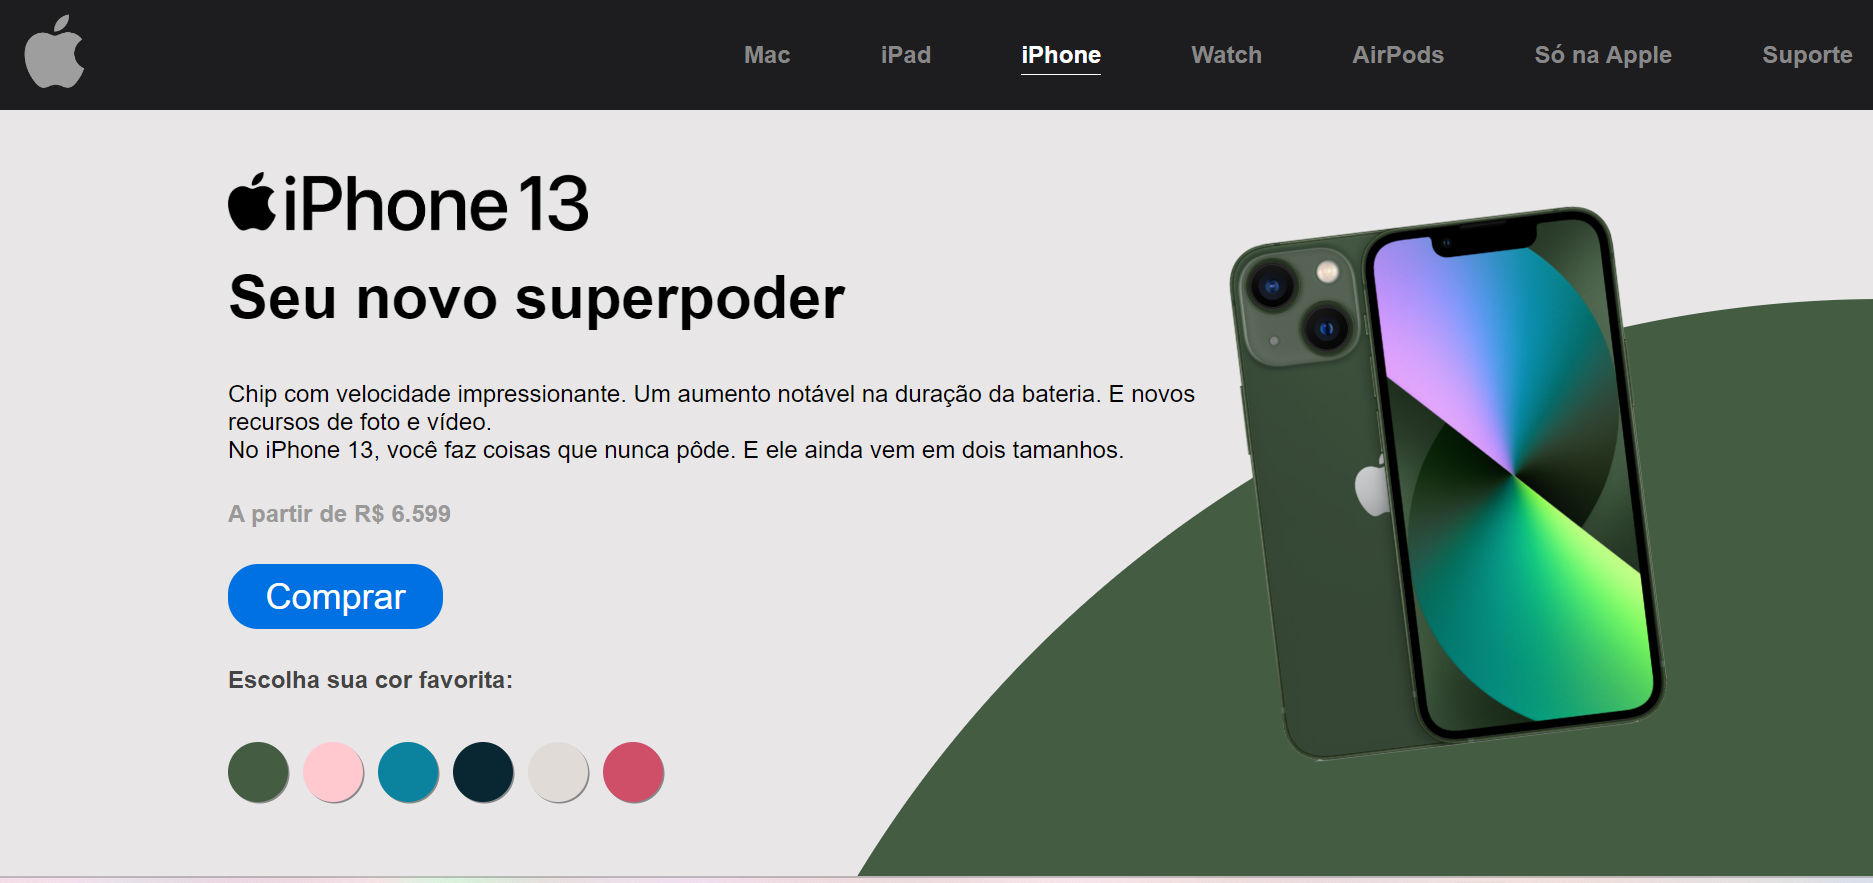 Mac iPad iPhone Watch AirPods Só na Apple Suporte
iPhone 13
Seu novo superpoder
Chip com velocidade impressionante. Um aumento notável na duração da bateria. E novos
recursos de foto e vídeo.
No iPhone 13, você faz coisas que nunca pôde. E ele ainda vem em dois tamanhos.
A partir de R$ 6.599
Comprar
Escolha sua cor favorita: